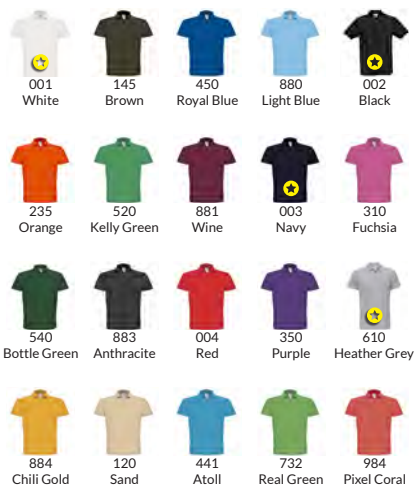 001 145 450 880 002
White Brown Royal Blue Light Blue Black
235 520 881 003 310
Orange Kelly Green Wine Navy Fuchsia
540 883 004 350 610
Bottle Green Anthracite Red Purple Heather Grey
884 120 441 732 984
Chili Gold Sand Atoll Real Green Pixel Coral